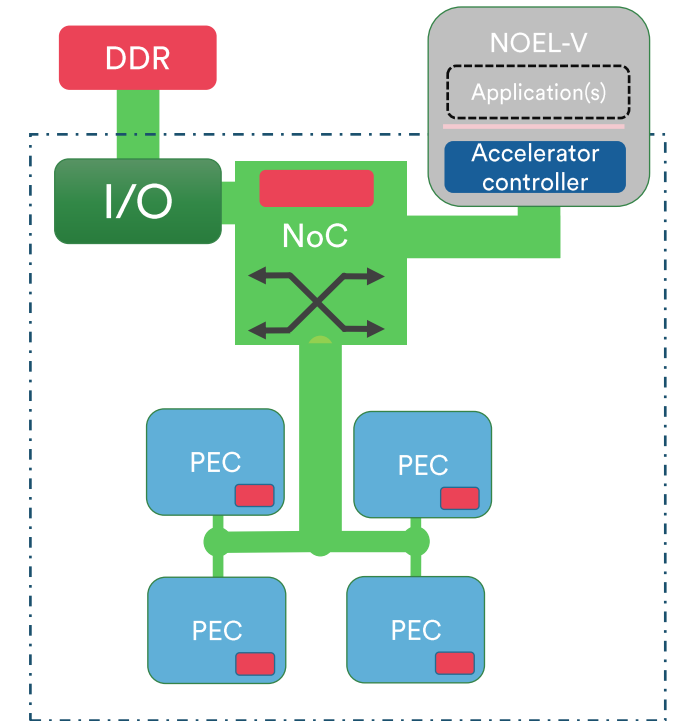 DDR
NOEL-V
Application(s)
Accelerator
controller
I/O
NoC
PEC
PEC
PEC
PEC